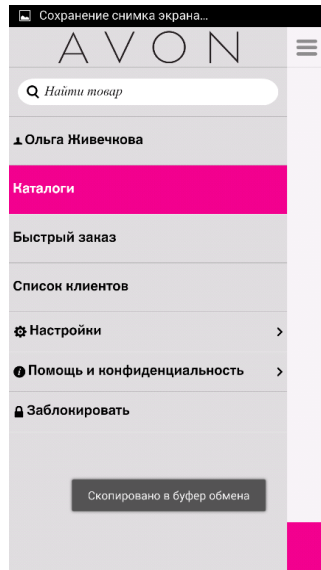 Сохранение снимка экрана...
AVON
Найти товар
Ольга Живечкова
Каталоги
Быстрый заказ
Список клиентов
Настройки
Помощь и конфиденциальность
Заблокировать
Скопировано в буфер обмена